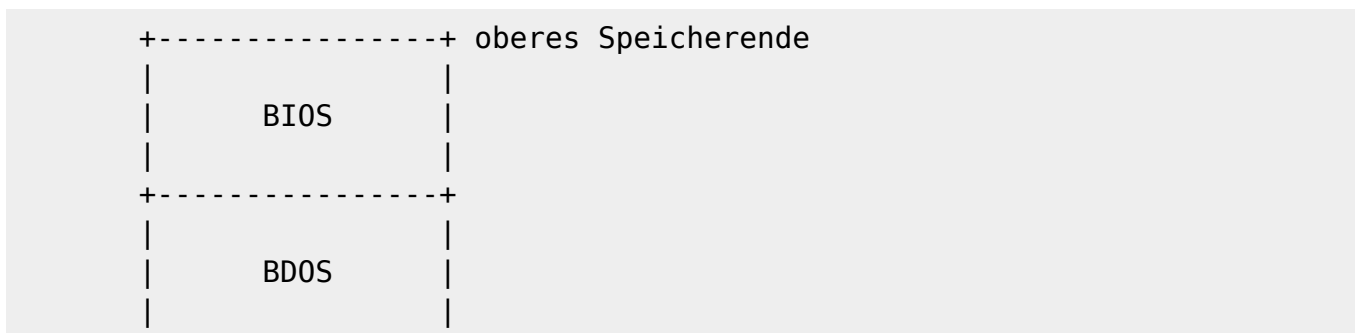 +----------------+ oberes Speicherende
|                |
|      BIOS      |
|                |
+----------------+
|                |
|      BDOS      |
|                |